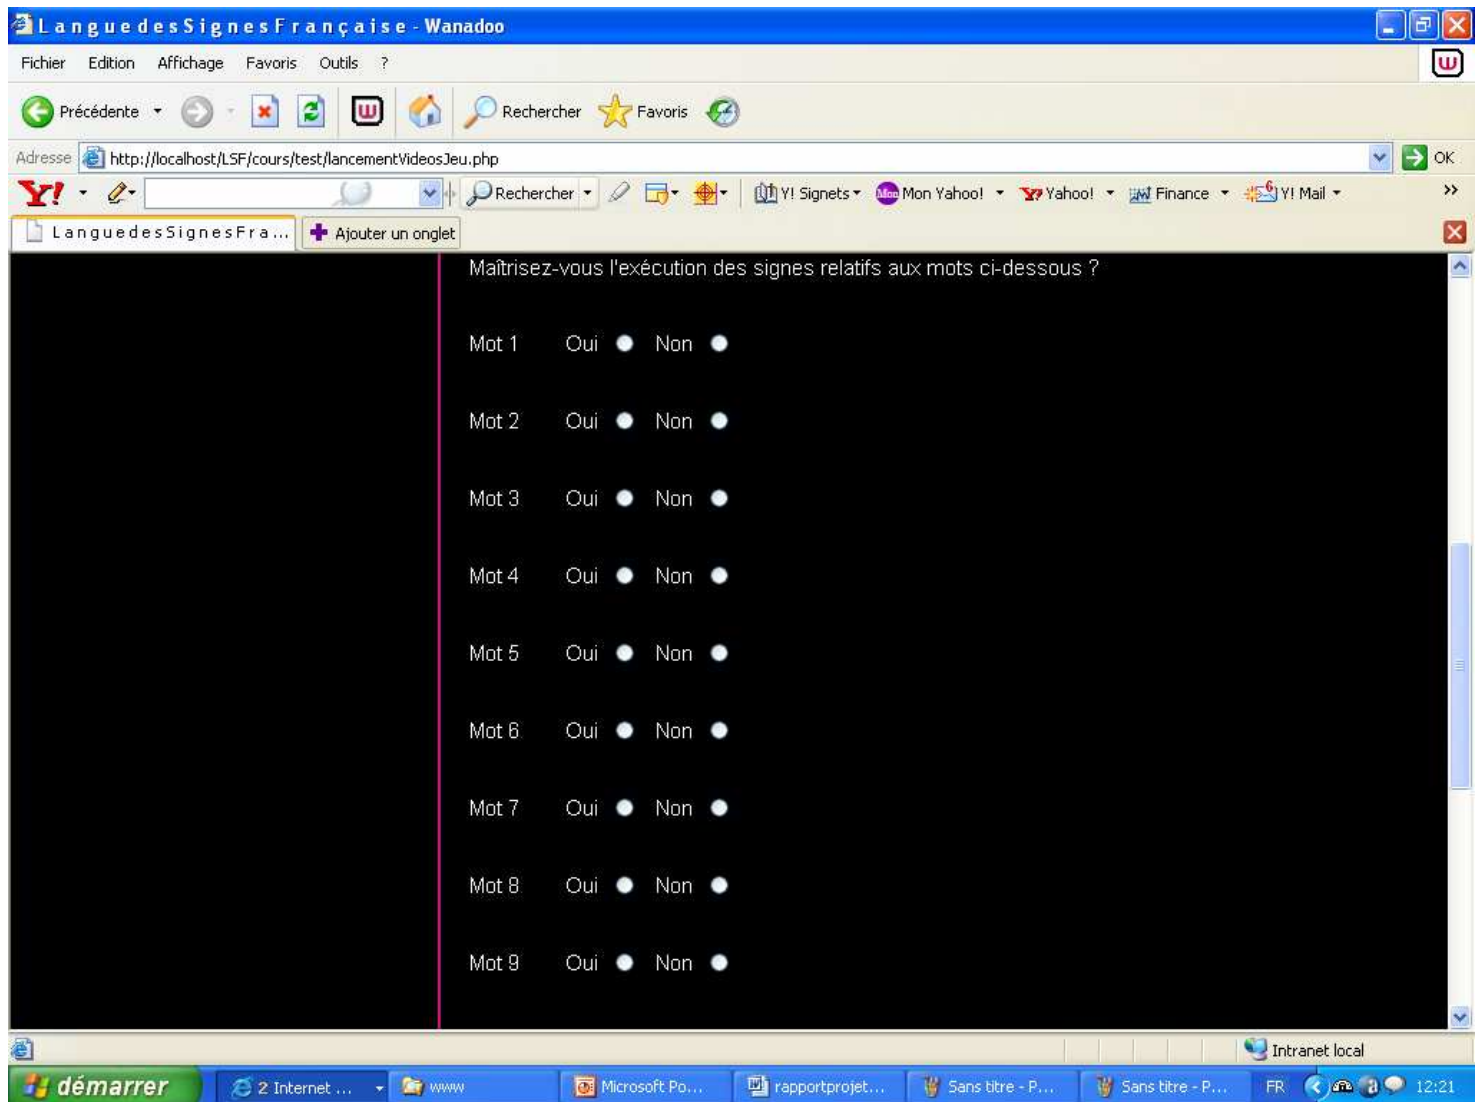 L a n g u e d e s S i g n e s F r a n ç a i s e - Wanadoo
Fichier Edition Affichage Favoris Outils ?
Précédente Rechercher Favoris
Adresse http://localhost/LSF/cours/test/lancementVideosJeu.php OK
Y! Rechercher Y! Signets Mon Yahoo! Yahoo! Finance Y! Mail »
L a n g u e d e s S i g n e s F r a ... Ajouter un onglet
Maîtrisez-vous l'exécution des signes relatifs aux mots ci-dessous ?
Mot 1 Oui Non
Mot 2 Oui Non
Mot 3 Oui Non
Mot 4 Oui Non
Mot 5 Oui Non
Mot 6 Oui Non
Mot 7 Oui Non
Mot 8 Oui Non
Mot 9 Oui Non
Intranet local
démarrer 2 Internet ... www Microsoft Po... rapportprojet... Sans titre - P... Sans titre - P... FR 12:21